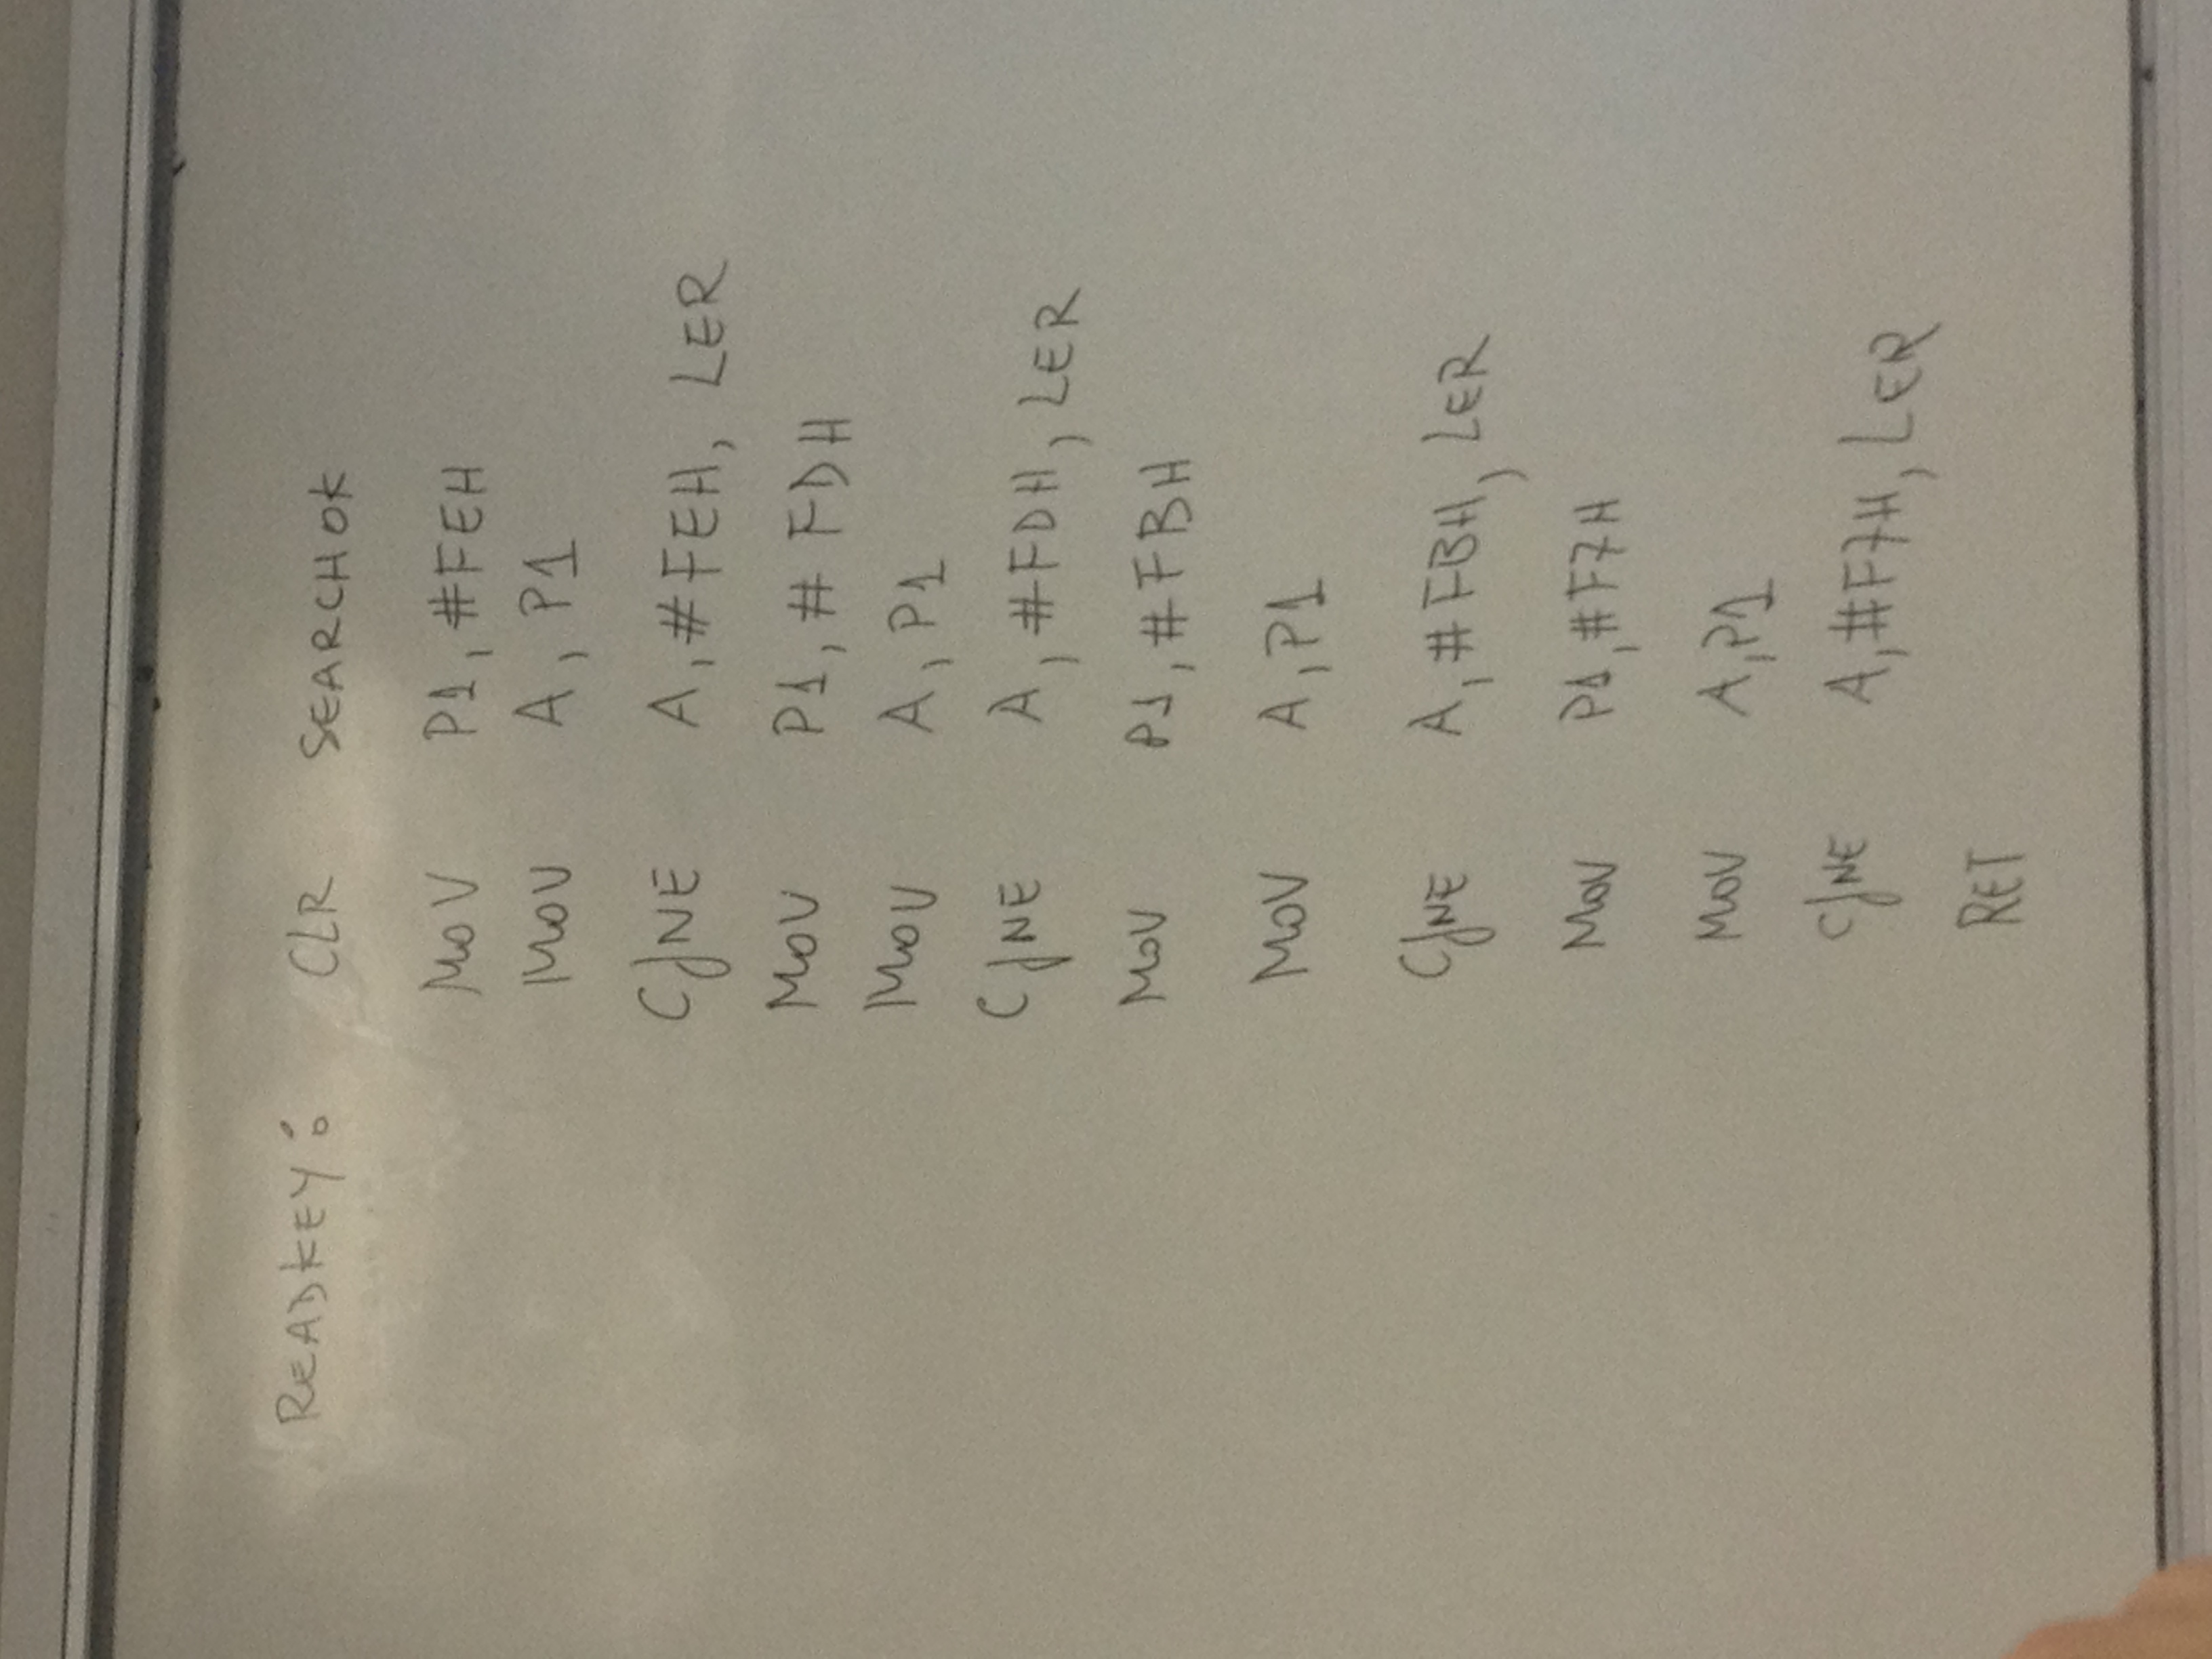 READKEY: CLR SEARCHOK
MOV P1, #FEH
MOV A, P1
CJNE A, #FEH, LER
MOV P1, # FDH
MOV A, P1
CJNE A, #FDH, LER
MOV P1, #FBH
MOV A, P1
CJNE A, #FBH, LER
MOV P1, #F7H
MOV A, P1
CJNE A, #F7H, LER
RET